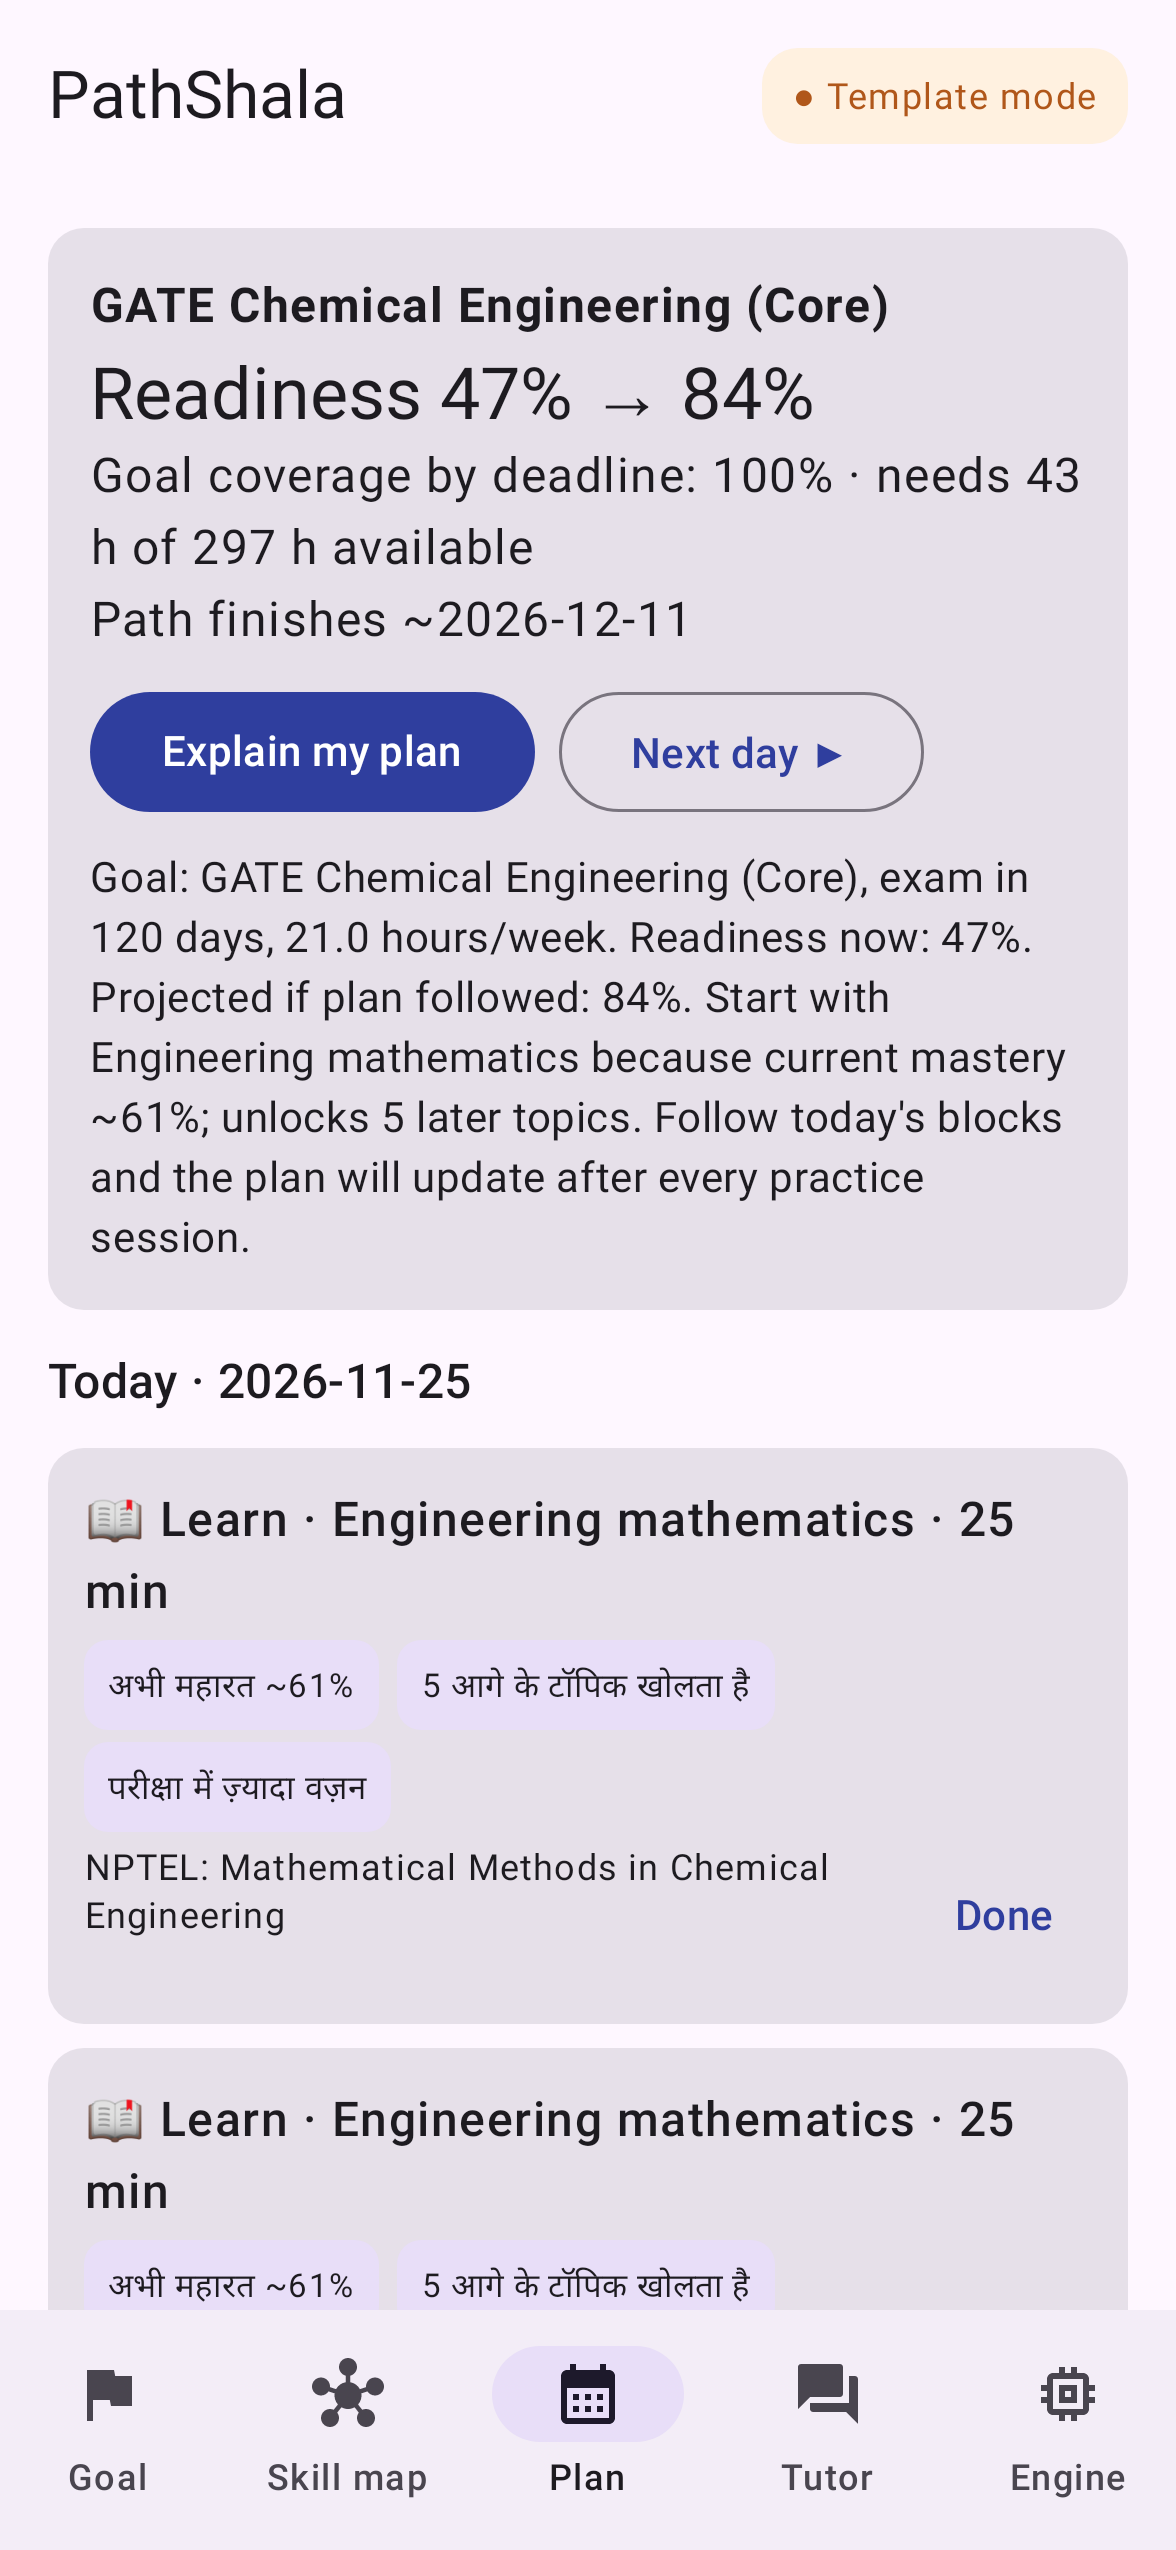 PathShala
● Template mode
GATE Chemical Engineering (Core)
Readiness 47% → 84%
Goal coverage by deadline: 100% · needs 43
h of 297 h available
Path finishes ~2026-12-11
Explain my plan
Next day ►
Goal: GATE Chemical Engineering (Core), exam in
120 days, 21.0 hours/week. Readiness now: 47%.
Projected if plan followed: 84%. Start with
Engineering mathematics because current mastery
~61%; unlocks 5 later topics. Follow today's blocks
and the plan will update after every practice
session.
Today · 2026-11-25
📖 Learn · Engineering mathematics · 25
min
अभी महारत ~61%
5 आगे के टॉपिक खोलता है
परीक्षा में ज़्यादा वज़न
NPTEL: Mathematical Methods in Chemical
Engineering
Done
📖 Learn · Engineering mathematics · 25
min
अभी महारत ~61%
5 आगे के टॉपिक खोलता है
Goal
Skill map
Plan
Tutor
Engine